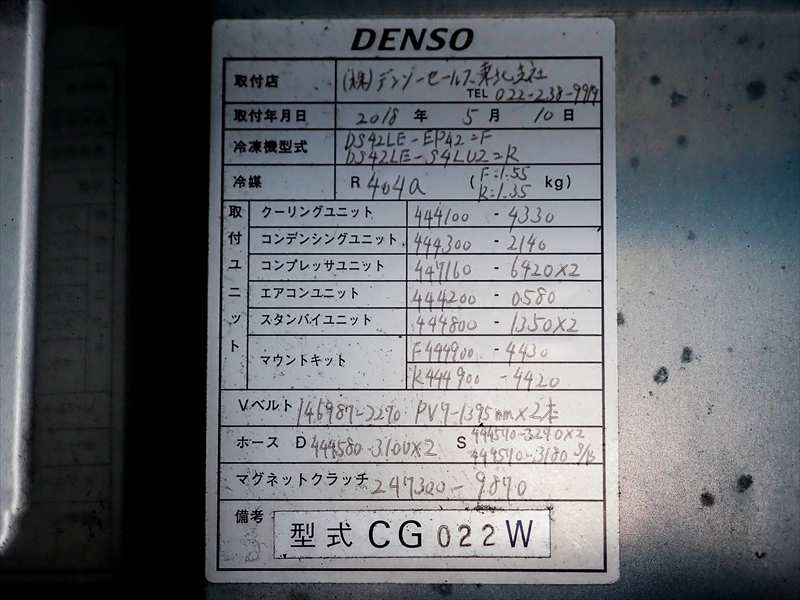 DENSO
取付店 (株)デンソーセールス東北支社
TEL 022-238-9919
取付年月日 2018 年 5 月 10 日
冷凍機型式 DS42LE-EP42=F
DS42LE-S4LU2=R
冷媒 R 404a (F=1.55 R=1.35 kg)
取付ユニット
クーリングユニット 444100 - 4330
コンデンシングユニット 444300 - 2140
コンプレッサユニット 447160 - 6420×2
エアコンユニット 444200 - 0580
スタンバイユニット 444800 - 1350×2
マウントキット F444900 - 4430
R444900 - 4420
Vベルト 146987-2270 PV9-1395mm×2本
ホース D 444580-3100×2 S 444570-3290×2
444570-3180
マグネットクラッチ 247300-9870
備考 型式 CG022W